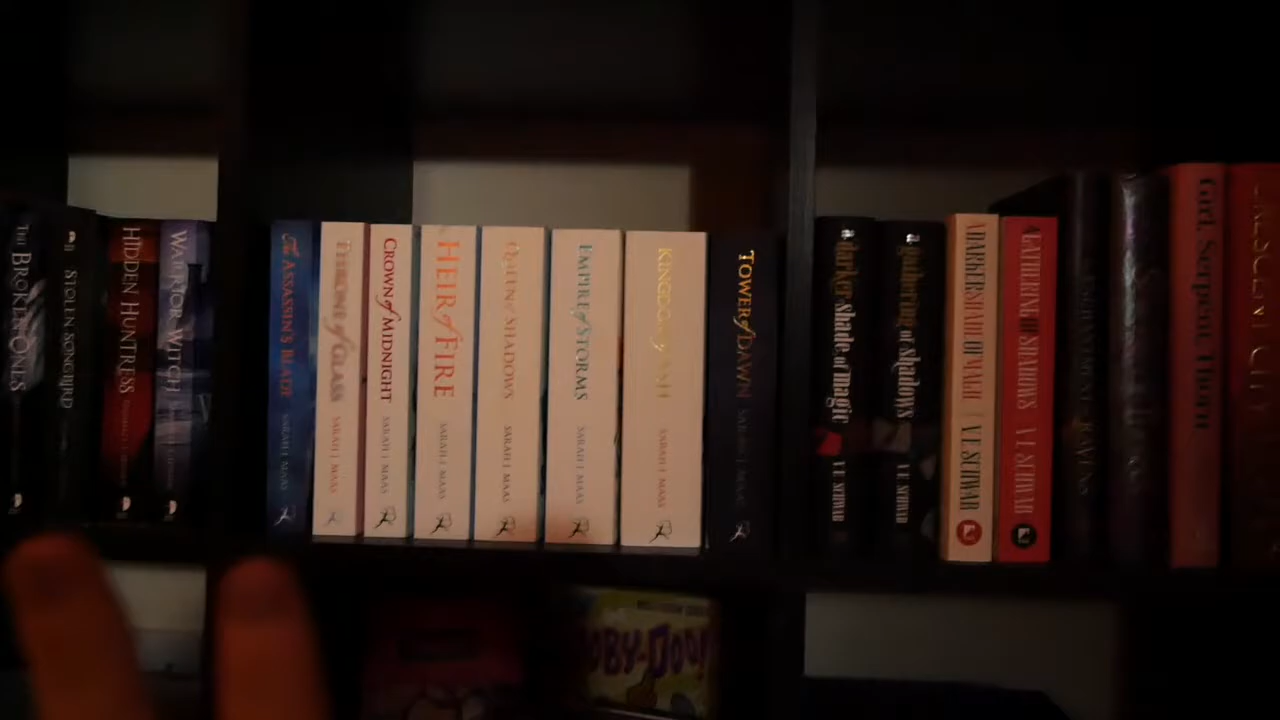 THE BROKEN ONES
STOLEN SONGBIRD
HIDDEN HUNTRESS
WARRIOR WITCH
The ASSASSIN'S BLADE SARAH J. MAAS
THRONE of GLASS SARAH J. MAAS
CROWN of MIDNIGHT SARAH J. MAAS
HEIR of FIRE SARAH J. MAAS
QUEEN of SHADOWS SARAH J. MAAS
EMPIRE of STORMS SARAH J. MAAS
KINGDOM of ASH SARAH J. MAAS
TOWER of DAWN SARAH J. MAAS
a darker shade of magic V.E. SCHWAB
a gathering of shadows V.E. SCHWAB
A DARKER SHADE OF MAGIC V.E. SCHWAB
A GATHERING OF SHADOWS V.E. SCHWAB
Girl, Serpent, Thorn
CRESCENT CITY
OBY-DOO!